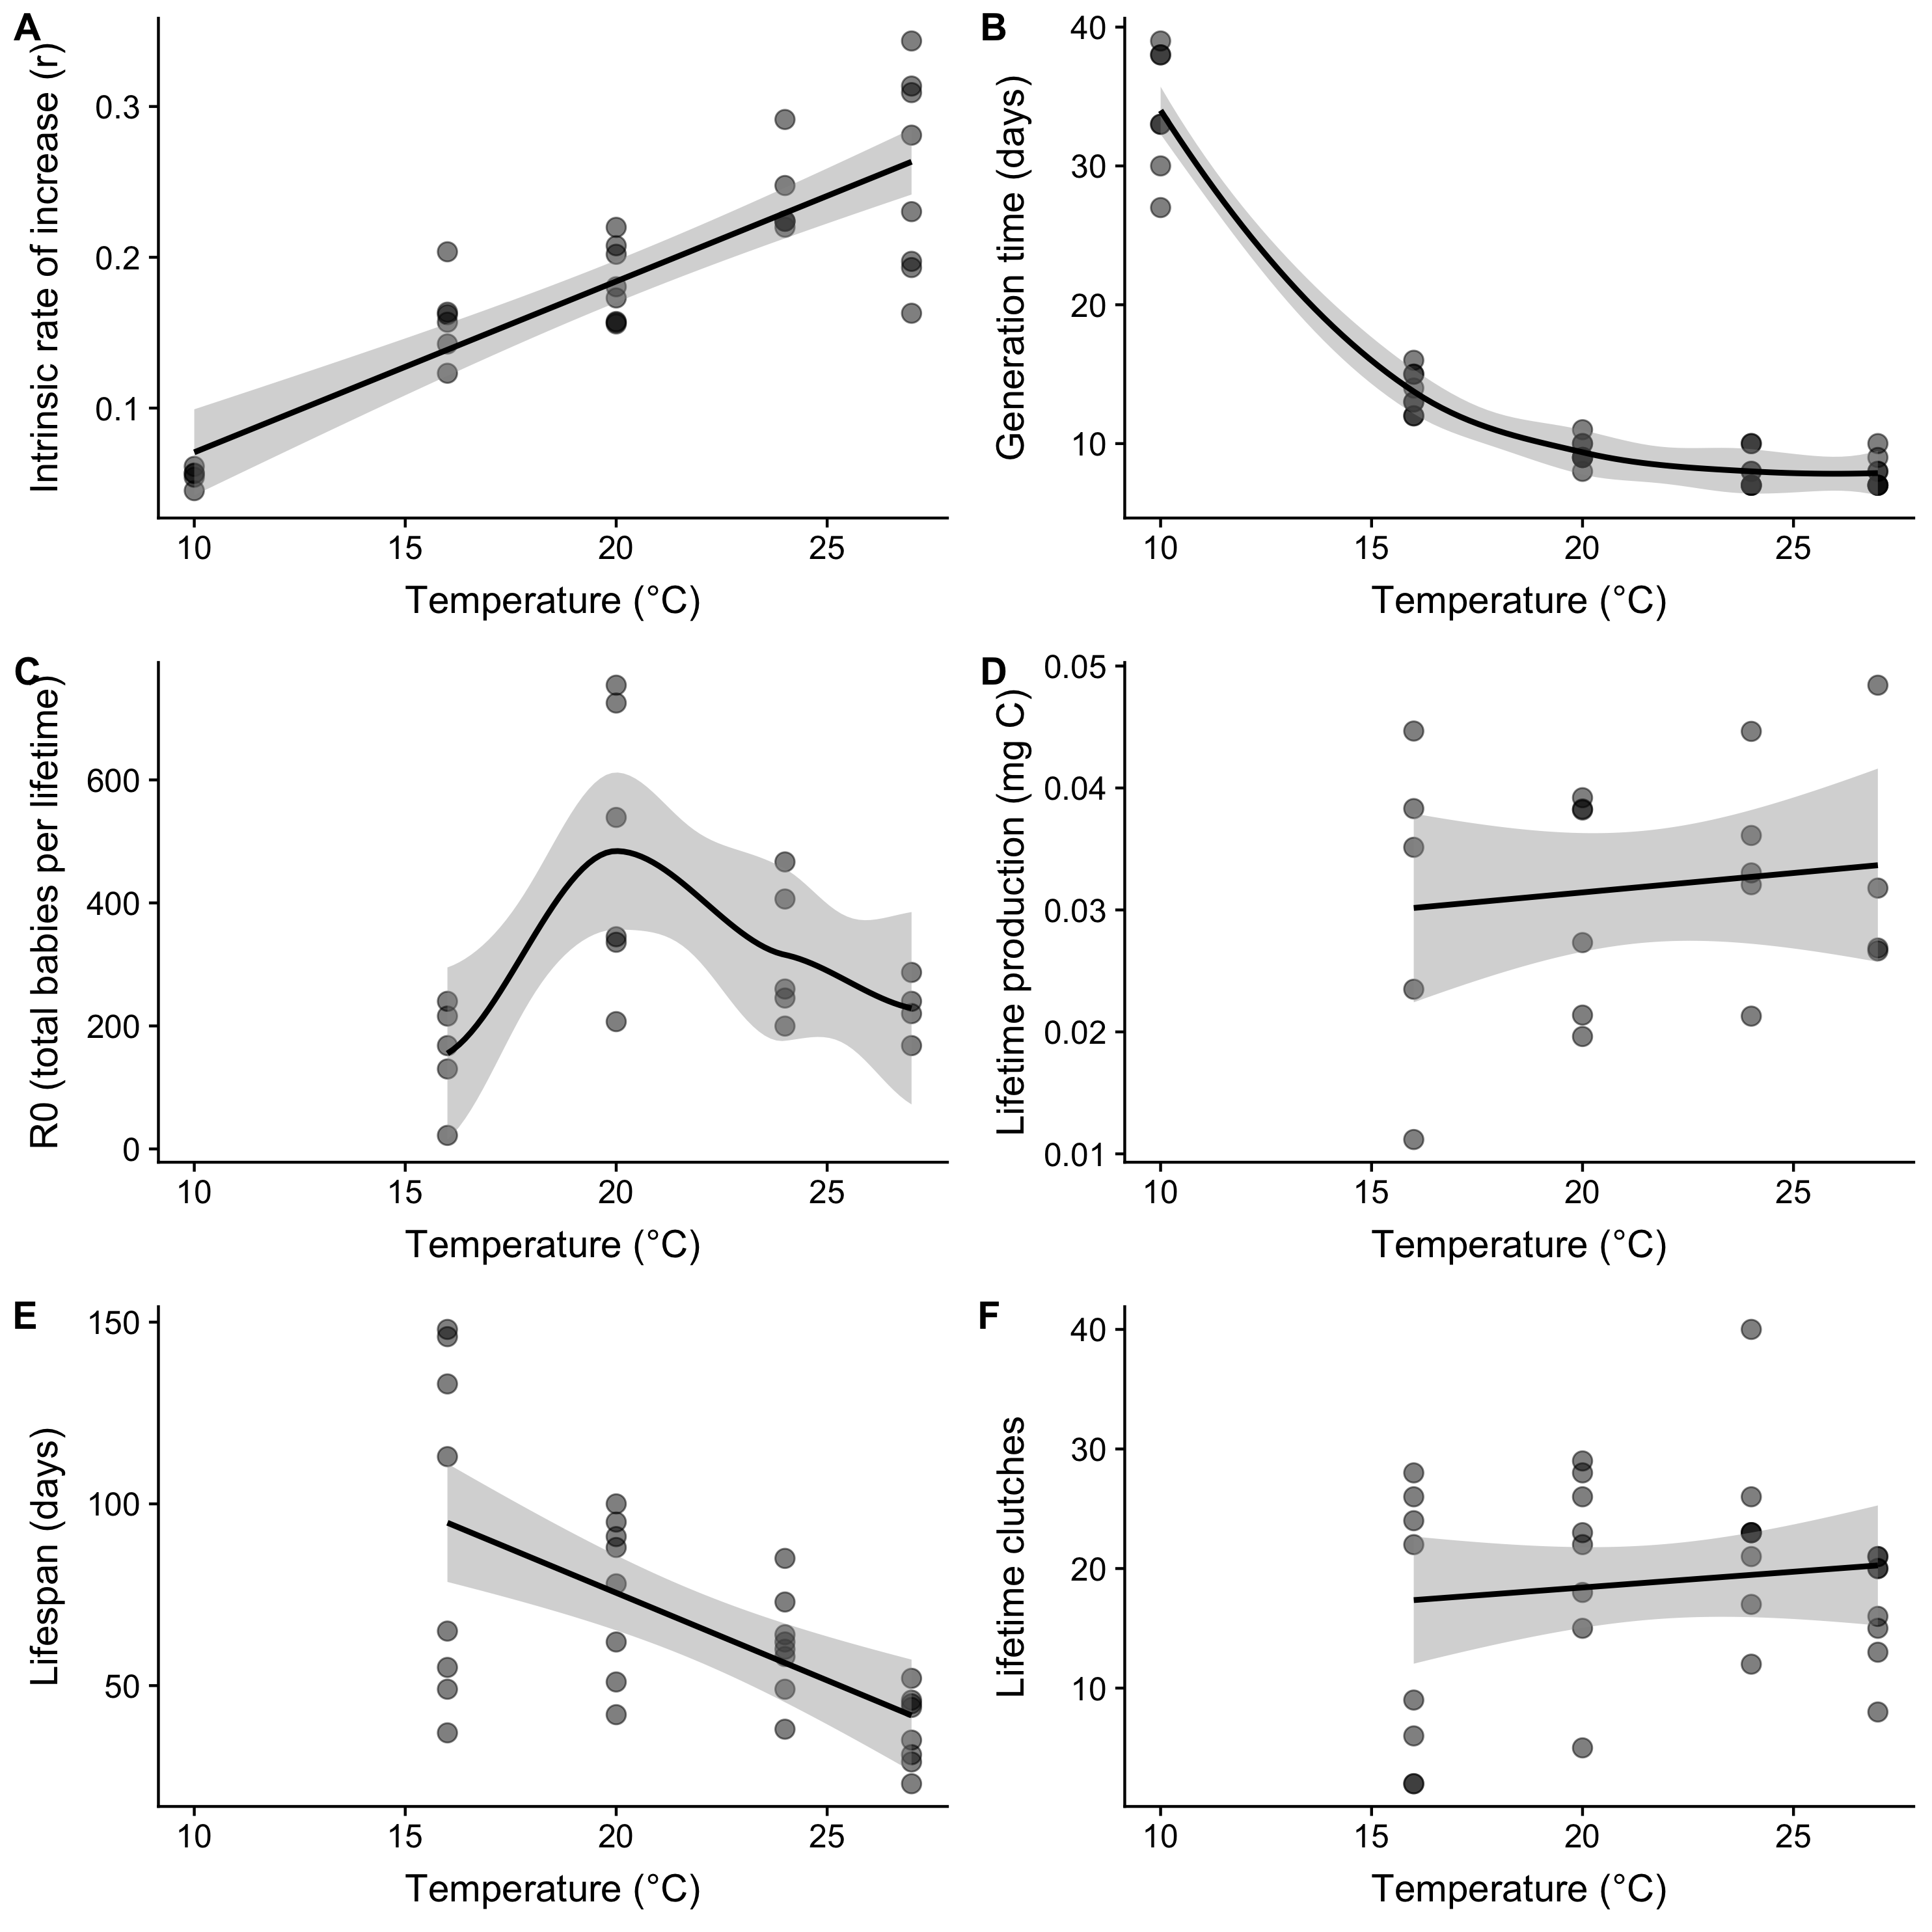 A
Intrinsic rate of increase (r)
0.3
0.2
0.1
10 15 20 25
Temperature (°C)
B
Generation time (days)
40
30
20
10
10 15 20 25
Temperature (°C)
C
R0 (total babies per lifetime)
600
400
200
0
10 15 20 25
Temperature (°C)
D
Lifetime production (mg C)
0.05
0.04
0.03
0.02
0.01
10 15 20 25
Temperature (°C)
E
Lifespan (days)
150
100
50
10 15 20 25
Temperature (°C)
F
Lifetime clutches
40
30
20
10
10 15 20 25
Temperature (°C)